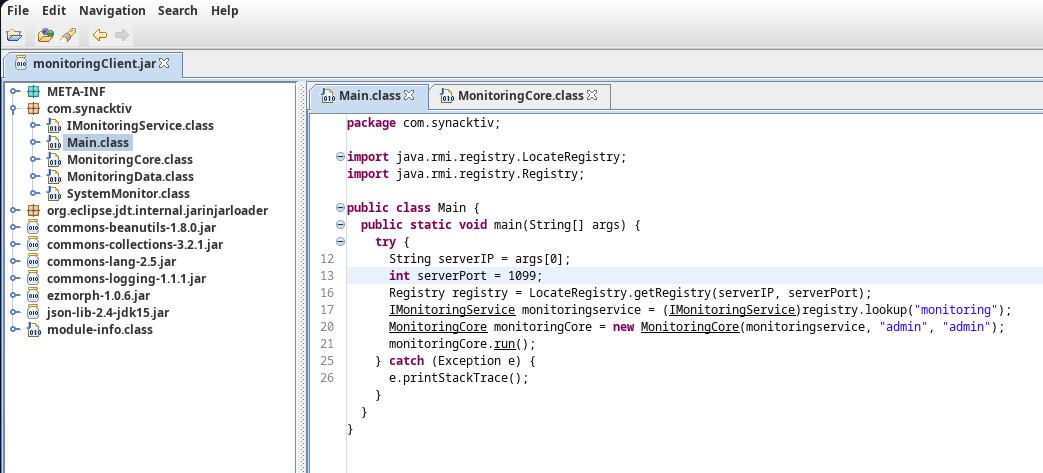 File Edit Navigation Search Help
monitoringClient.jar
META-INF
com.synacktiv
IMonitoringService.class
Main.class
MonitoringCore.class
MonitoringData.class
SystemMonitor.class
org.eclipse.jdt.internal.jarinjarloader
commons-beanutils-1.8.0.jar
commons-collections-3.2.1.jar
commons-lang-2.5.jar
commons-logging-1.1.1.jar
ezmorph-1.0.6.jar
json-lib-2.4-jdk15.jar
module-info.class
Main.class MonitoringCore.class
package com.synacktiv;
import java.rmi.registry.LocateRegistry;
import java.rmi.registry.Registry;
public class Main {
public static void main(String[] args) {
try {
12 String serverIP = args[0];
13 int serverPort = 1099;
16 Registry registry = LocateRegistry.getRegistry(serverIP, serverPort);
17 IMonitoringService monitoringservice = (IMonitoringService)registry.lookup("monitoring");
20 MonitoringCore monitoringCore = new MonitoringCore(monitoringservice, "admin", "admin");
21 monitoringCore.run();
25 } catch (Exception e) {
26 e.printStackTrace();
}
}
}